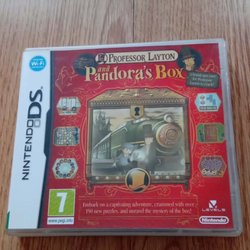 Wi-Fi
PROFESSOR LAYTON
and
Pandora's Box
NINTENDO DS
Embark on a captivating adventure, crammed with over
150 new puzzles, and unravel the mystery of the box!
7
www.pegi.info
LEVEL5
Nintendo